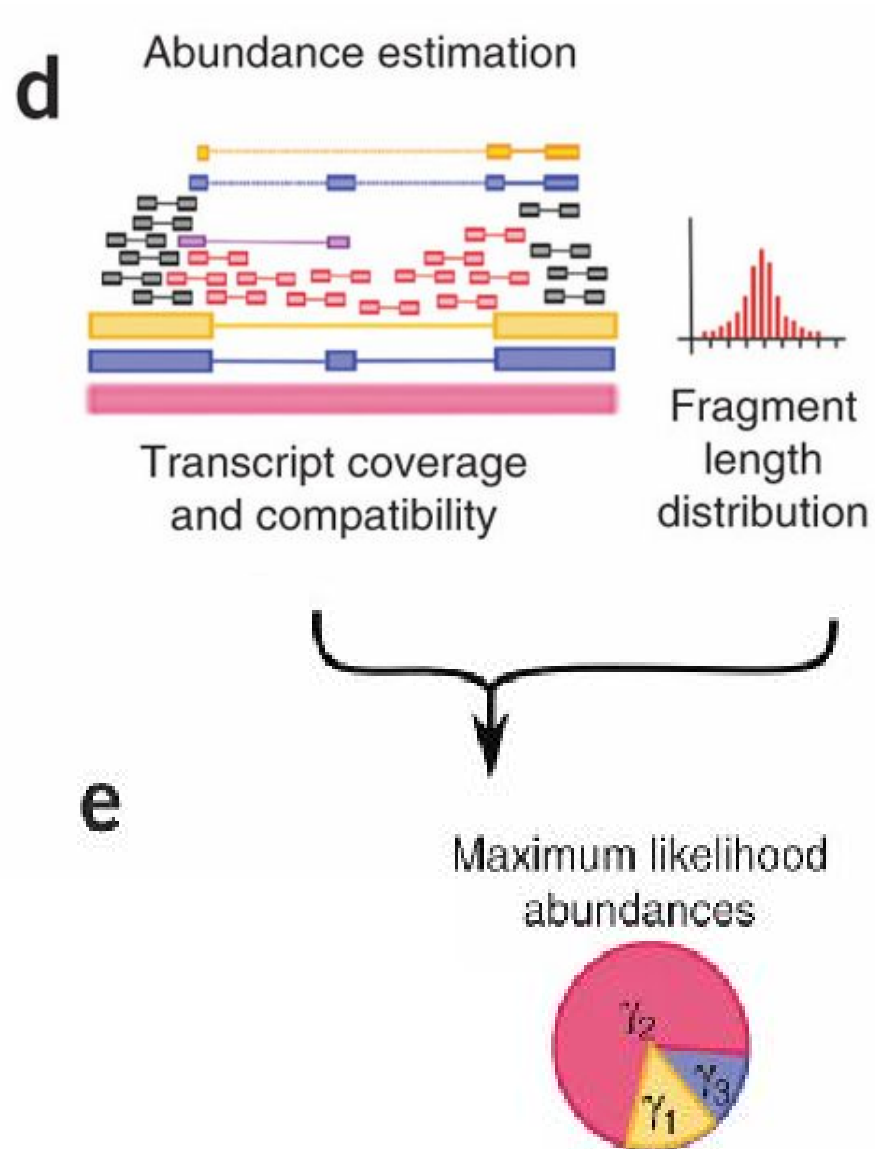 d
Abundance estimation
Transcript coverage
and compatibility
Fragment
length
distribution
e
Maximum likelihood
abundances
γ2
γ3
γ1